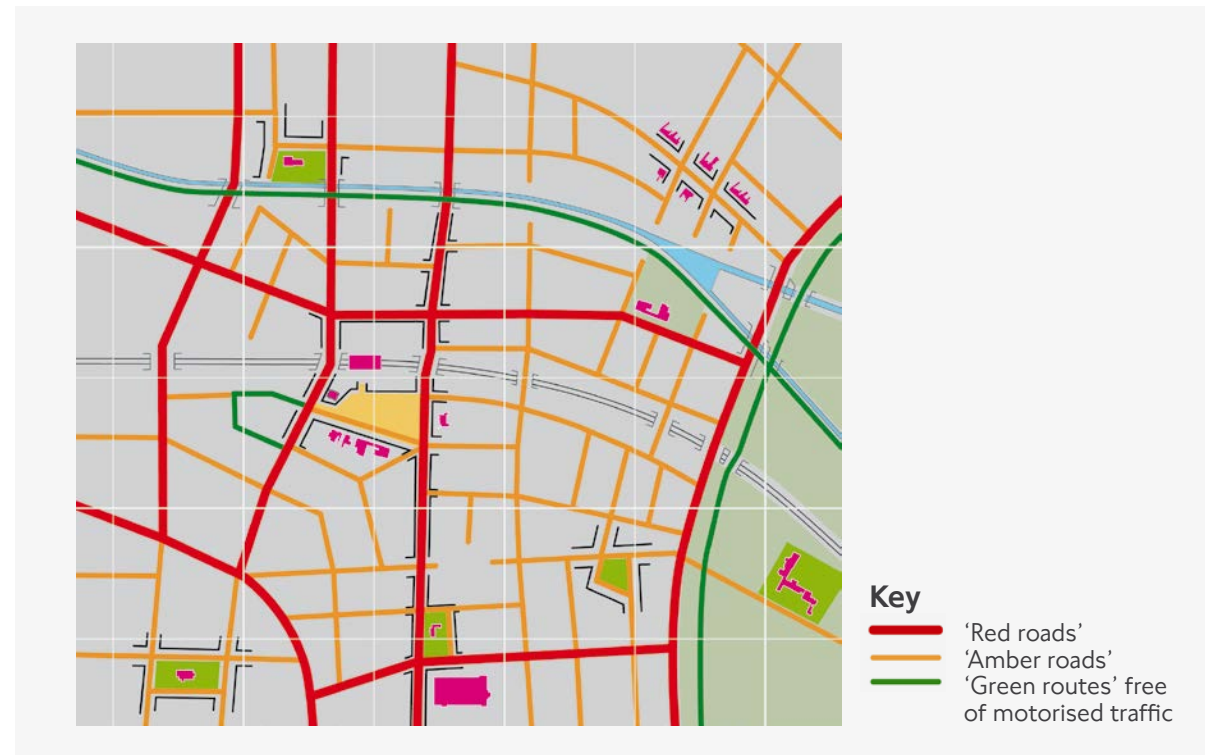 Key
‘Red roads’
‘Amber roads’
‘Green routes’ free
of motorised traffic